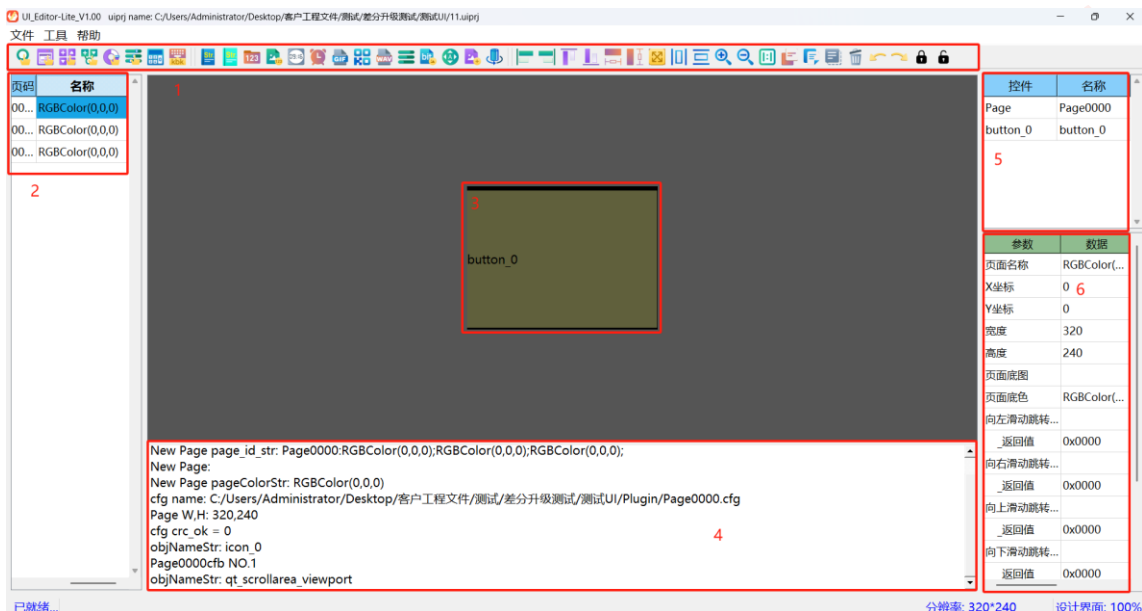 UI_Editor-Lite_V1.00 uiprj name: C:/Users/Administrator/Desktop/客户工程文件/测试/差分升级测试/测试UI/11.uiprj
文件 工具 帮助
1
页码 名称
00... RGBColor(0,0,0)
00... RGBColor(0,0,0)
00... RGBColor(0,0,0)
2
3
button_0
控件 名称
Page Page0000
button_0 button_0
5
参数 数据
页面名称 RGBColor(...
X坐标 0
6
Y坐标 0
宽度 320
高度 240
页面底图
页面底色 RGBColor(...
向左滑动跳转...
_返回值 0x0000
向右滑动跳转...
_返回值 0x0000
向上滑动跳转...
_返回值 0x0000
向下滑动跳转...
返回值 0x0000
New Page page_id_str: Page0000:RGBColor(0,0,0);RGBColor(0,0,0);RGBColor(0,0,0);
New Page:
New Page pageColorStr: RGBColor(0,0,0)
cfg name: C:/Users/Administrator/Desktop/客户工程文件/测试/差分升级测试/测试UI/Plugin/Page0000.cfg
Page W,H: 320,240
cfg crc_ok = 0
4
objNameStr: icon_0
Page0000cfb NO.1
objNameStr: qt_scrollarea_viewport
已就绪...
分辨率: 320*240 设计界面: 100%